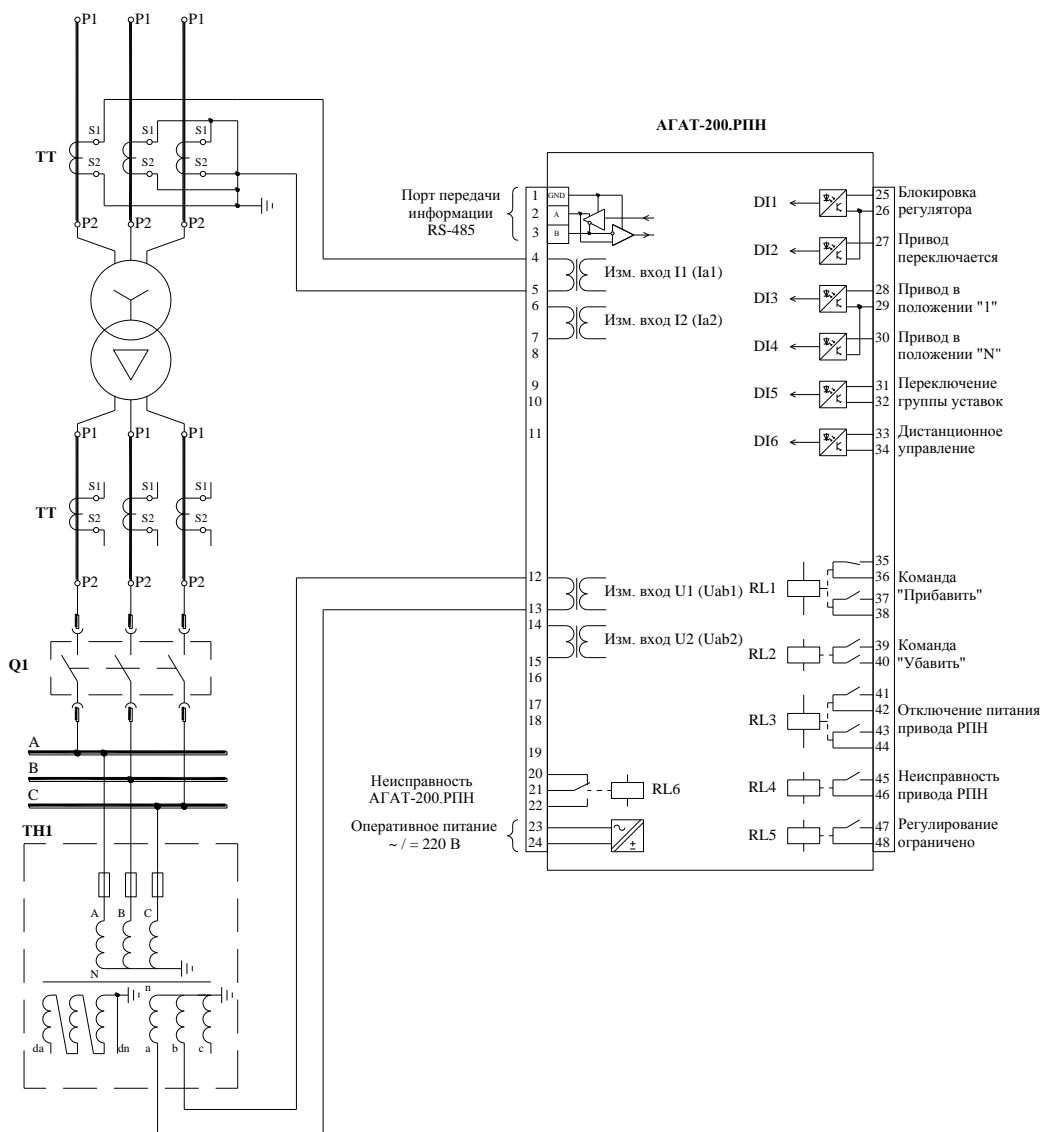 P1 P1 P1
АГАТ-200.РПН
S1 S1 S1
ТТ
S2 S2 S2
P2 P2 P2
Порт передачи
информации
RS-485
1 GND
2 A
3 B
4
Изм. вход I1 (Ia1)
5
6
Изм. вход I2 (Ia2)
7
8
9
10
11
12
Изм. вход U1 (Uab1)
13
14
Изм. вход U2 (Uab2)
15
16
17
18
19
20
21
22
RL6
Неисправность
АГАТ-200.РПН
Оперативное питание
~ / = 220 В
23
24
~
±
DI1
25 Блокировка
26 регулятора
DI2
27 Привод
переключается
DI3
28 Привод в
29 положении "1"
DI4
30 Привод в
положении "N"
DI5
31 Переключение
32 группы уставок
DI6
33 Дистанционное
34 управление
RL1
35
36 Команда
37 "Прибавить"
38
RL2
39 Команда
40 "Убавить"
RL3
41
42 Отключение питания
43 привода РПН
44
RL4
45 Неисправность
46 привода РПН
RL5
47 Регулирование
48 ограничено
P1 P1 P1
S1 S1 S1
ТТ
S2 S2 S2
P2 P2 P2
Q1
A
B
C
ТН1
A B C
N
n
da dn a b c